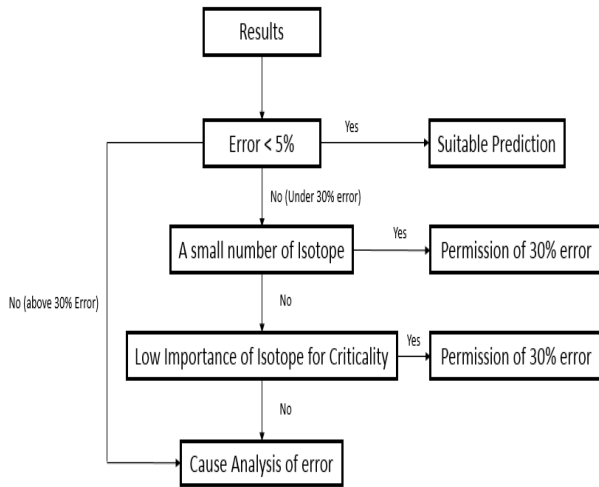 Results
Error < 5%
Yes
Suitable Prediction
No (Under 30% error)
A small number of Isotope
Yes
Permission of 30% error
No (above 30% Error)
No
Low Importance of Isotope for Criticality
Yes
Permission of 30% error
No
Cause Analysis of error